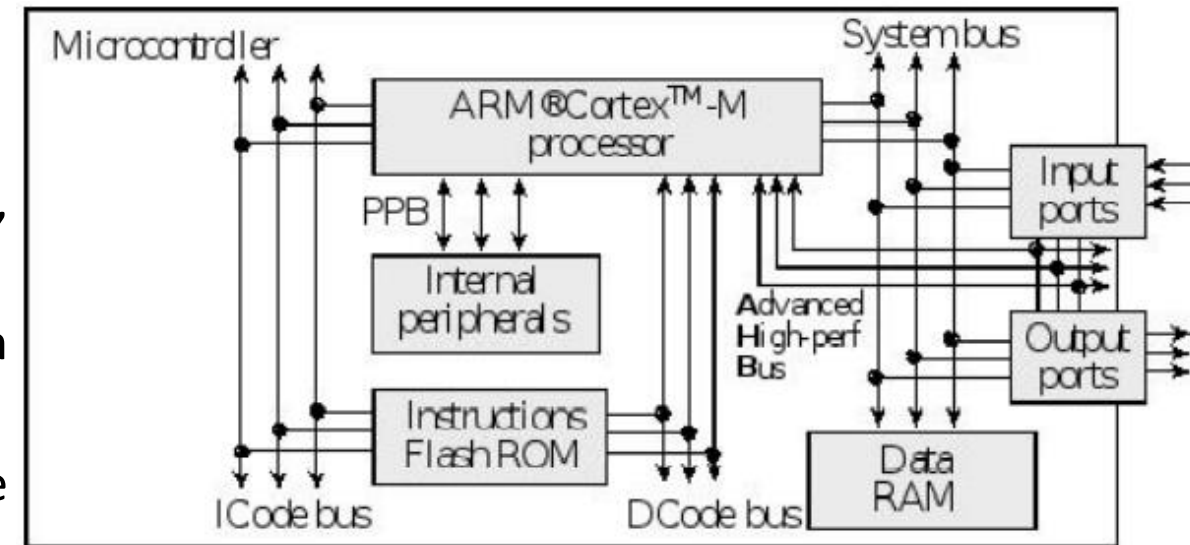 Microcontroller
System bus
ARM®Cortex™-M
processor
Input
ports
PPB
,
Internal
peripherals
Advanced
High-perf
Bus
n
Output
ports
Instructions
Flash ROM
Data
RAM
e
ICode bus
DCode bus